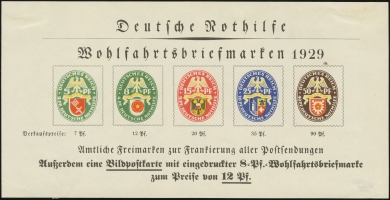 Deutsche Nothilfe
Wohlfahrtsbriefmarken 1929
Verkaufspreise: 7 Pf. 12 Pf. 20 Pf. 35 Pf. 90 Pf.
Amtliche Freimarken zur Frankierung aller Postsendungen
Außerdem eine Bildpostkarte mit eingedruckter 8-Pf.-Wohlfahrtsbriefmarke
zum Preise von 12 Pf.